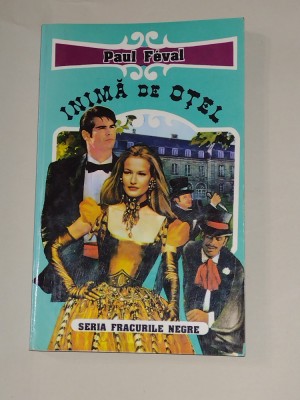 Paul Féval
INIMĂ DE OȚEL
SERIA FRACURILE NEGRE